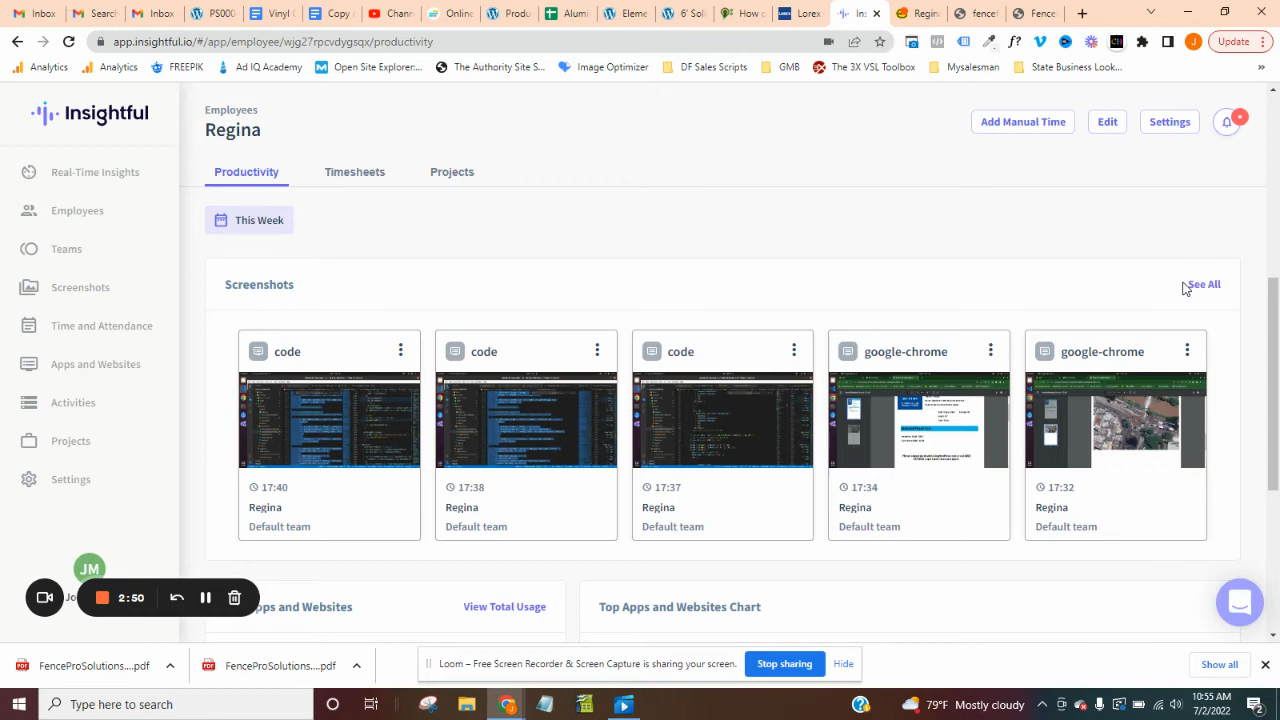 Inbox
Search
Inbox
Inbox
PS000
Docu
Chann
Online
Produ
Alumi
Eleme
6' Soli
How c
Lorex
Ins
Regin
fence
Fence
app.insightful.io/#/app/employee/wjg27rpcvdygsqx/productivity
Update
Analytics
Analytics
FREEPIK
Ad IQ Academy
Open Site Explorer...
The Authority Site S...
Image Optimizer
DF Sales Scripts
GMB
The 3X VSL Toolbox
Mysalesman
State Business Look...
»
Insightful
Employees
Regina
Add Manual Time
Edit
Settings
Real-Time Insights
Employees
Teams
Screenshots
Time and Attendance
Apps and Websites
Activities
Projects
Settings
JM
Jo
2:50
Productivity
Timesheets
Projects
This Week
Screenshots
See All
code
code
code
google-chrome
google-chrome
17:40
17:38
17:37
17:34
17:32
Regina
Regina
Regina
Regina
Regina
Default team
Default team
Default team
Default team
Default team
pps and Websites
View Total Usage
Top Apps and Websites Chart
FenceProSolutions....pdf
FenceProSolutions....pdf
Loom – Free Screen Recorder & Screen Capture is sharing your screen.
Stop sharing
Hide
Show all
Type here to search
79°F Mostly cloudy
10:55 AM
7/2/2022
2